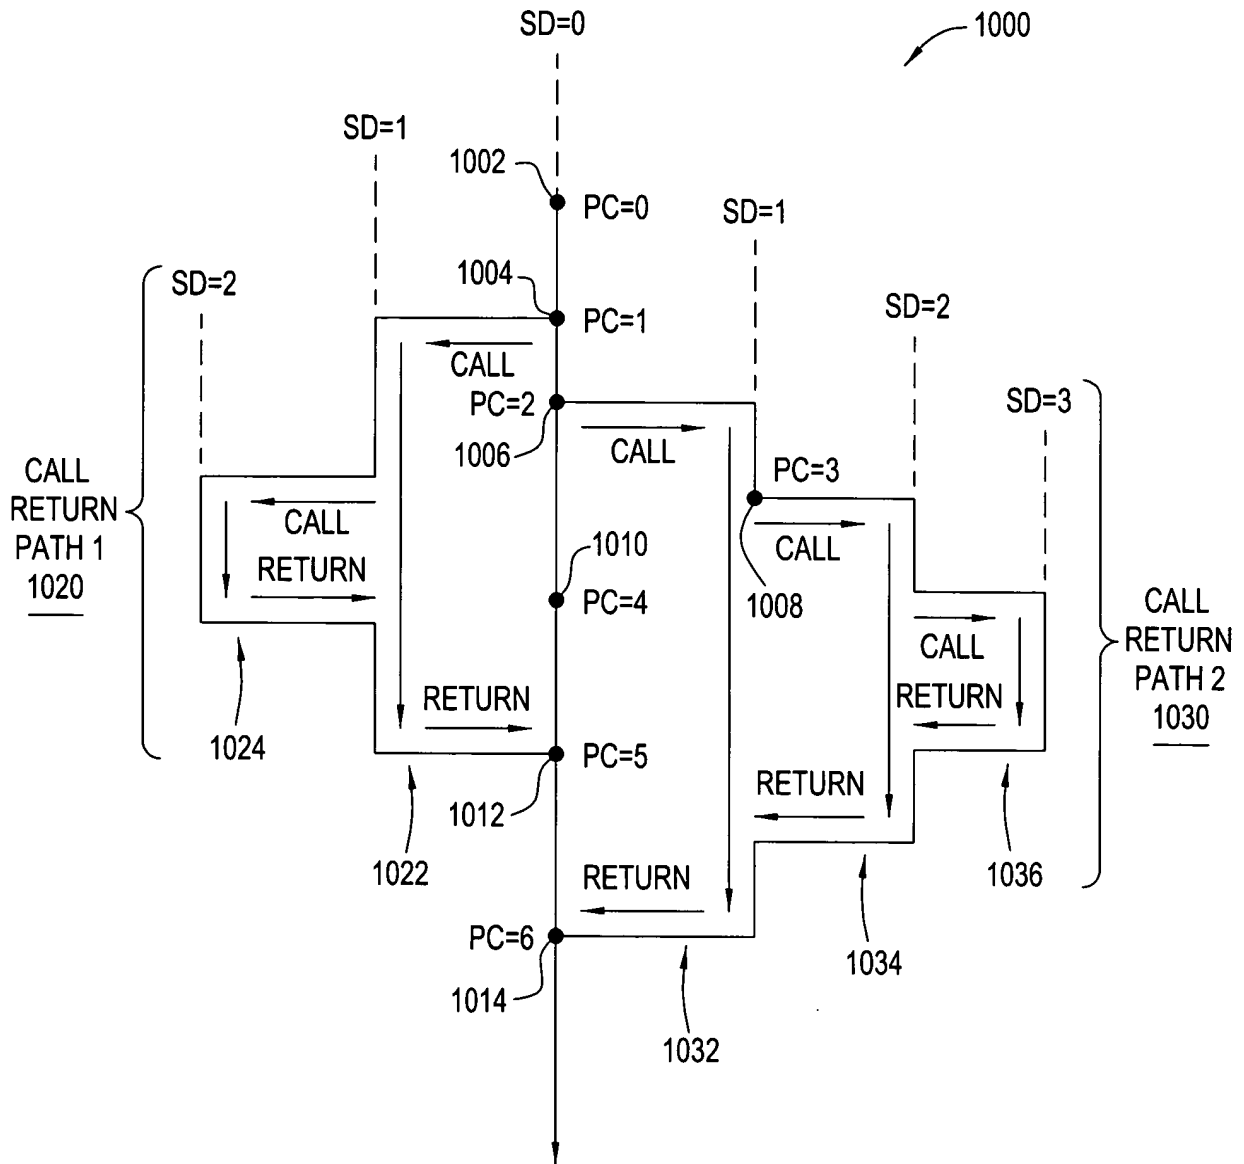 SD=0
1000
SD=1
1002
PC=0
SD=1
1004
SD=2
PC=1
SD=2
CALL
PC=2
SD=3
1006
CALL
PC=3
CALL
RETURN
PATH 1
1020
CALL
RETURN
1010
CALL
PC=4
1008
CALL
RETURN
PATH 2
1030
CALL
RETURN
RETURN
1024
PC=5
RETURN
1012
1022
RETURN
1036
PC=6
1034
1014
1032